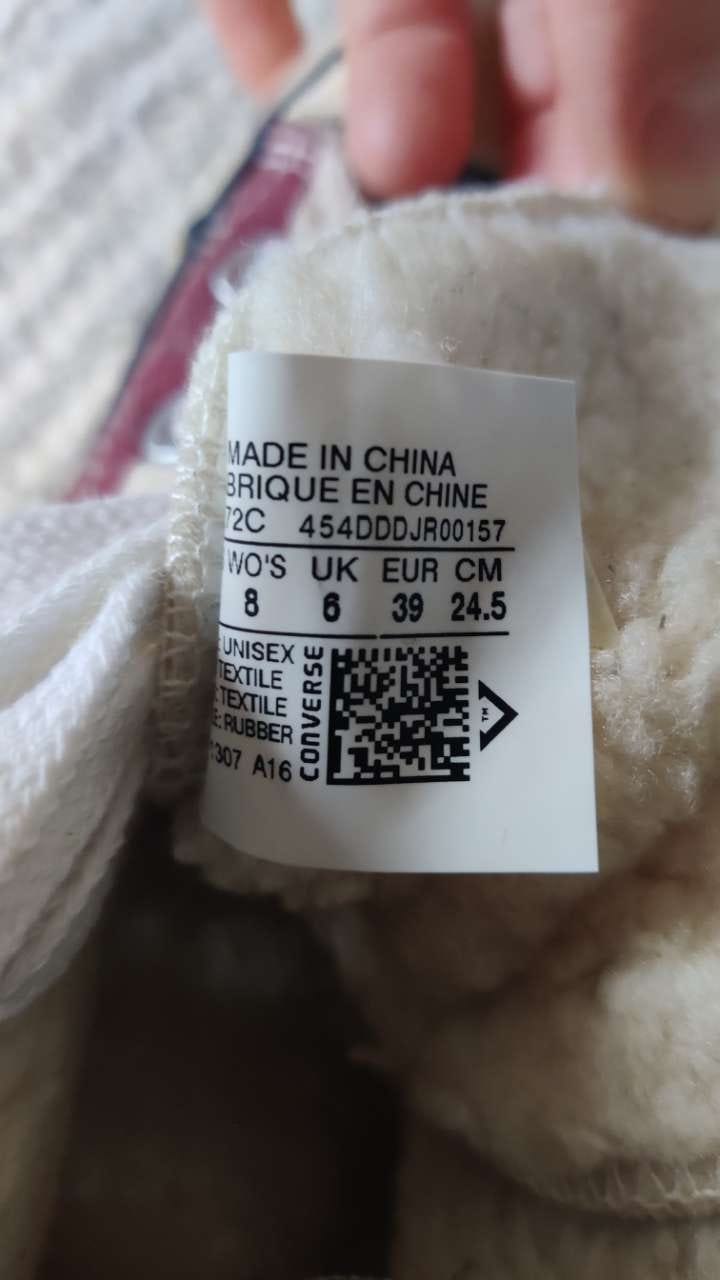 MADE IN CHINA
BRIQUE EN CHINE
72C 454DDDJR00157
WO'S UK EUR CM
8 6 39 24.5
UNISEX
TEXTILE
: TEXTILE
E: RUBBER
307 A16
CONVERSE
TM